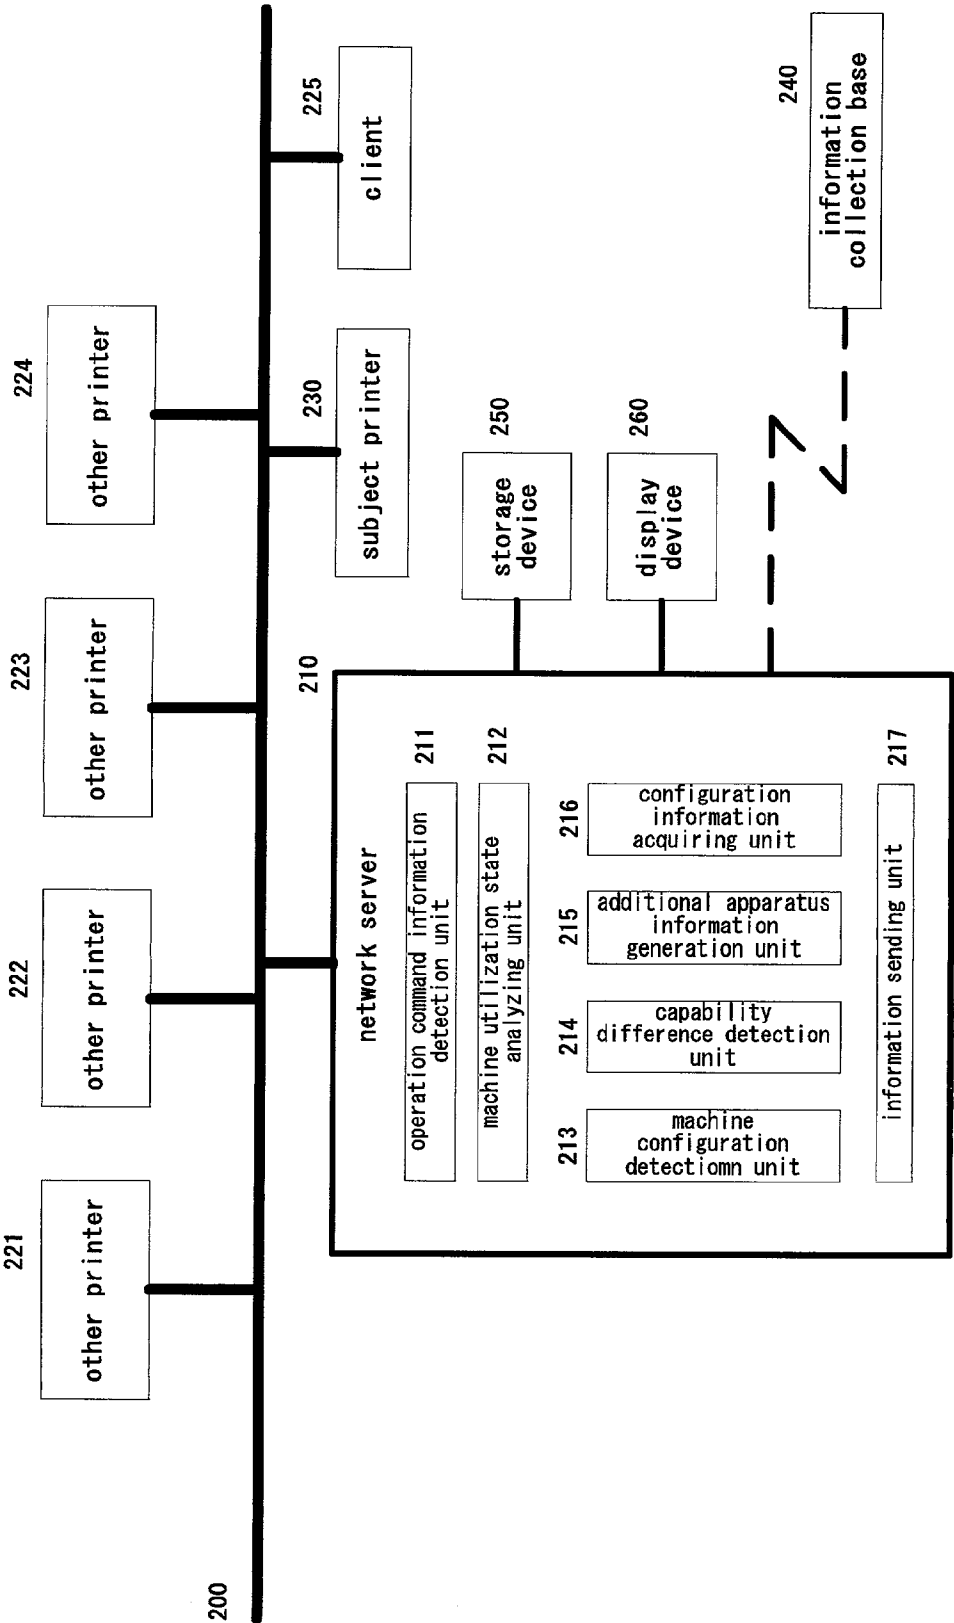 221
other printer
222
other printer
223
other printer
224
other printer
200
210
network server
operation command information
detection unit
211
machine utilization state
analyzing unit
212
213
machine
configuration
detectiomn unit
214
capability
difference detection
unit
215
additional apparatus
information
generation unit
216
configuration
information
acquiring unit
information sending unit
217
230
subject printer
225
client
250
storage
device
260
display
device
240
information
collection base